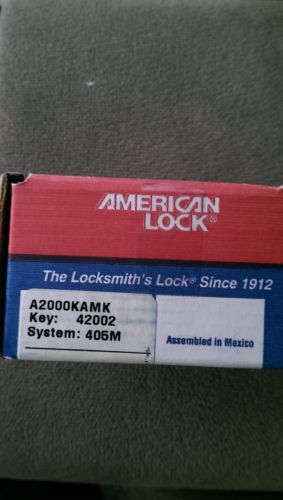 AMERICAN
LOCK®
The Locksmith's Lock® Since 1912
A2000KAMK
Key: 42002
System: 405M
Assembled in Mexico